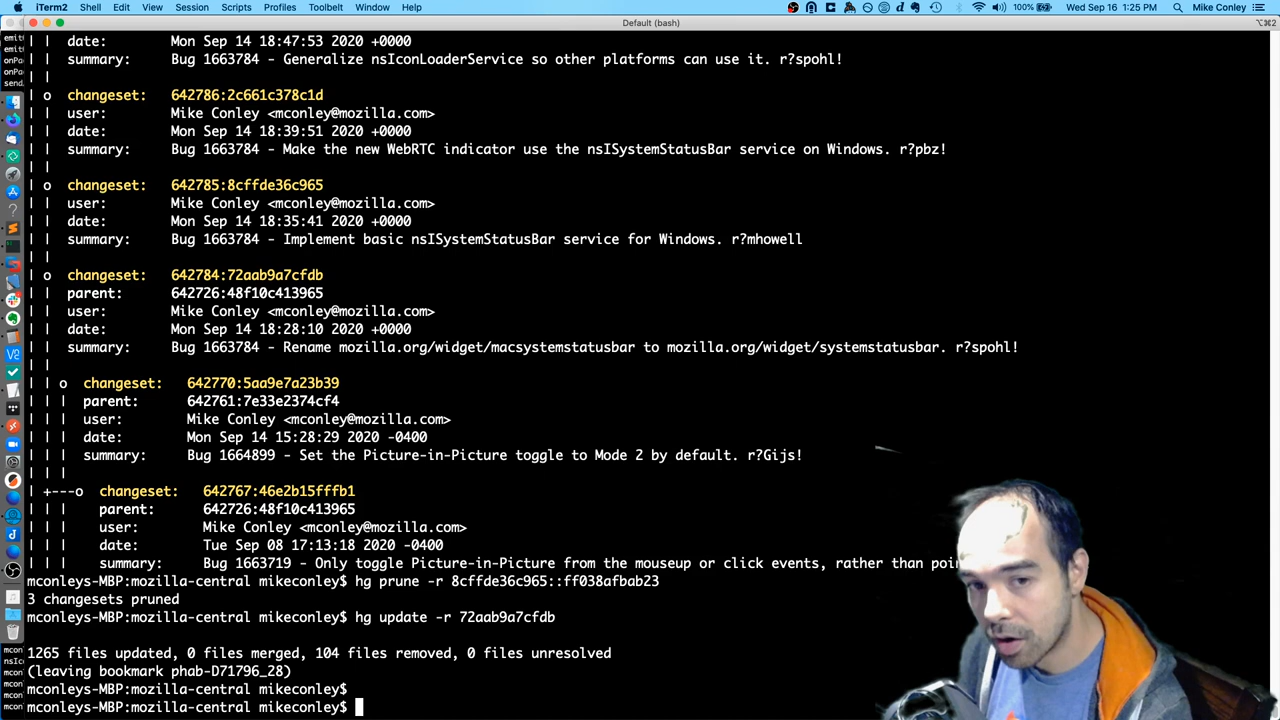 iTerm2 Shell Edit View Session Scripts Profiles Toolbelt Window Help 100% Wed Sep 16 1:25 PM Mike Conley
Default (bash) ⌥⌘2
| | date: Mon Sep 14 18:47:53 2020 +0000
| | summary: Bug 1663784 - Generalize nsIconLoaderService so other platforms can use it. r?spohl!
| |
| o changeset: 642786:2c661c378c1d
| | user: Mike Conley <mconley@mozilla.com>
| | date: Mon Sep 14 18:39:51 2020 +0000
| | summary: Bug 1663784 - Make the new WebRTC indicator use the nsISystemStatusBar service on Windows. r?pbz!
| |
| o changeset: 642785:8cffde36c965
| | user: Mike Conley <mconley@mozilla.com>
| | date: Mon Sep 14 18:35:41 2020 +0000
| | summary: Bug 1663784 - Implement basic nsISystemStatusBar service for Windows. r?mhowell
| |
| o changeset: 642784:72aab9a7cfdb
| | parent: 642726:48f10c413965
| | user: Mike Conley <mconley@mozilla.com>
| | date: Mon Sep 14 18:28:10 2020 +0000
| | summary: Bug 1663784 - Rename mozilla.org/widget/macsystemstatusbar to mozilla.org/widget/systemstatusbar. r?spohl!
| |
| | o changeset: 642770:5aa9e7a23b39
| | | parent: 642761:7e33e2374cf4
| | | user: Mike Conley <mconley@mozilla.com>
| | | date: Mon Sep 14 15:28:29 2020 -0400
| | | summary: Bug 1664899 - Set the Picture-in-Picture toggle to Mode 2 by default. r?Gijs!
| | |
| +---o changeset: 642767:46e2b15fffb1
| | | parent: 642726:48f10c413965
| | | user: Mike Conley <mconley@mozilla.com>
| | | date: Tue Sep 08 17:13:18 2020 -0400
| | | summary: Bug 1663719 - Only toggle Picture-in-Picture from the mouseup or click events, rather than
mconleys-MBP:mozilla-central mikeconley$ hg prune -r 8cffde36c965::ff038afbab23
3 changesets pruned
mconleys-MBP:mozilla-central mikeconley$ hg update -r 72aab9a7cfdb
1265 files updated, 0 files merged, 104 files removed, 0 files unresolved
(leaving bookmark phab-D71796_28)
mconleys-MBP:mozilla-central mikeconley$
mconleys-MBP:mozilla-central mikeconley$